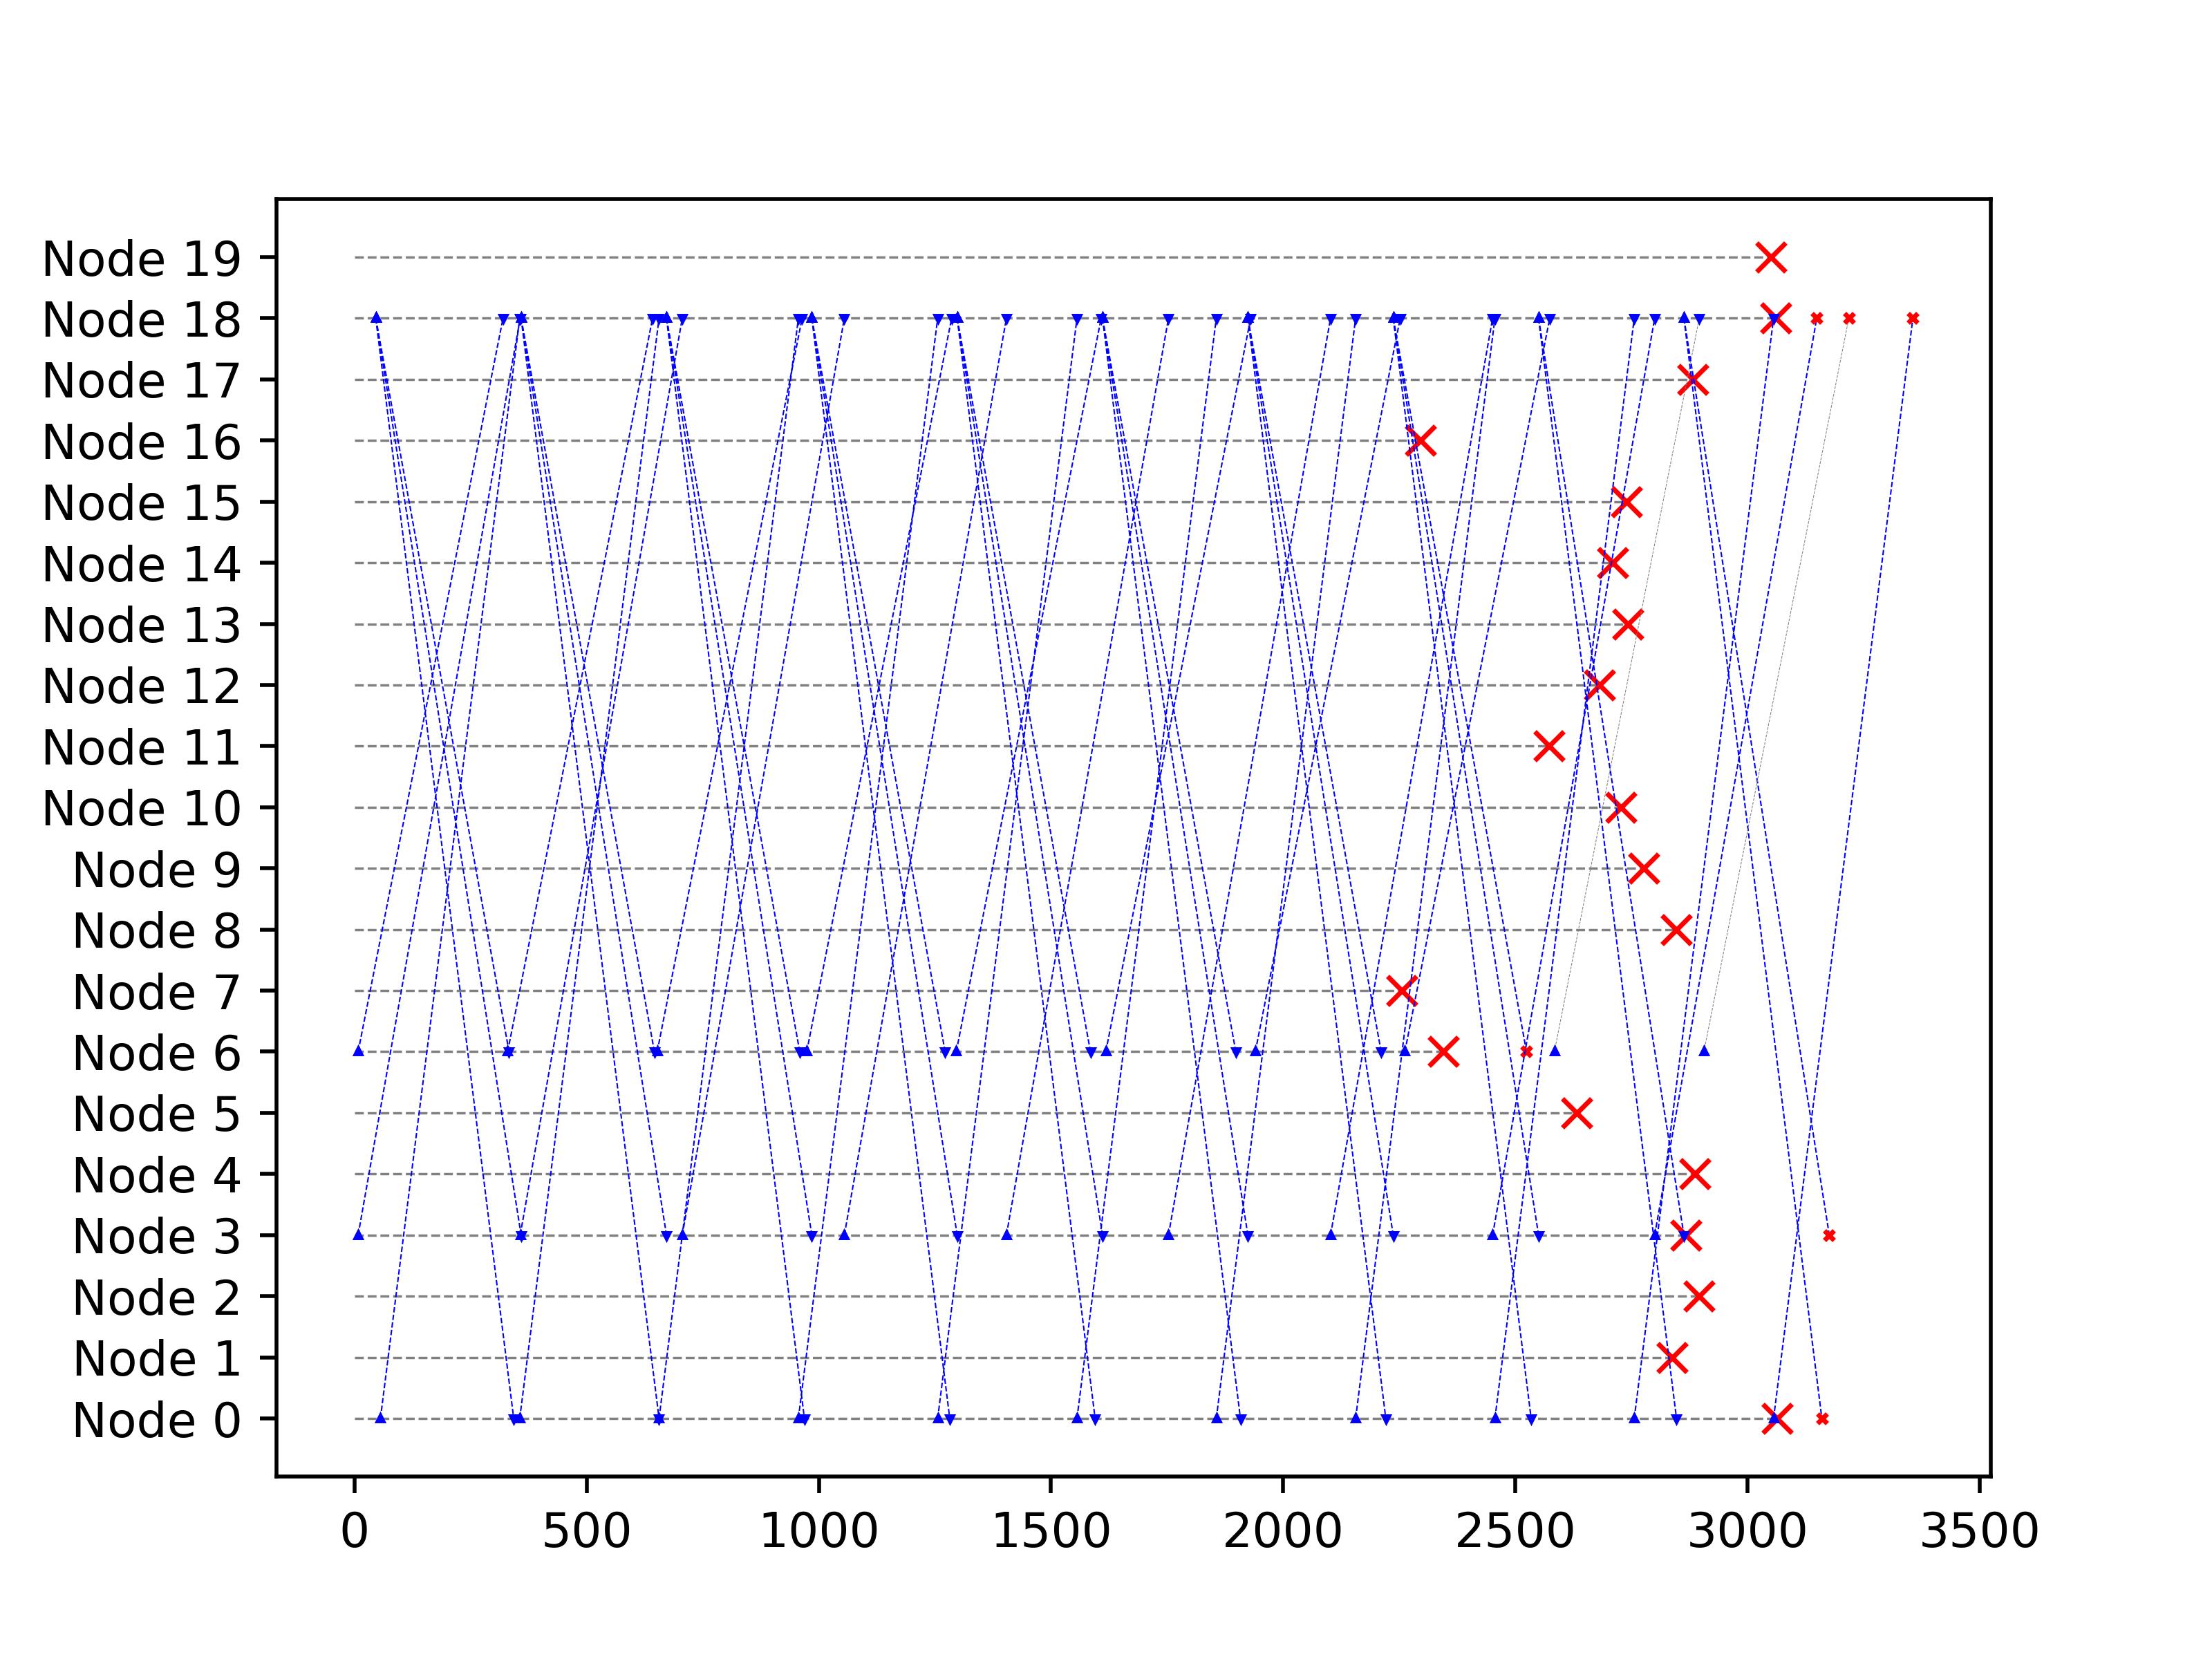 Node 19
Node 18
Node 17
Node 16
Node 15
Node 14
Node 13
Node 12
Node 11
Node 10
Node 9
Node 8
Node 7
Node 6
Node 5
Node 4
Node 3
Node 2
Node 1
Node 0
0 500 1000 1500 2000 2500 3000 3500